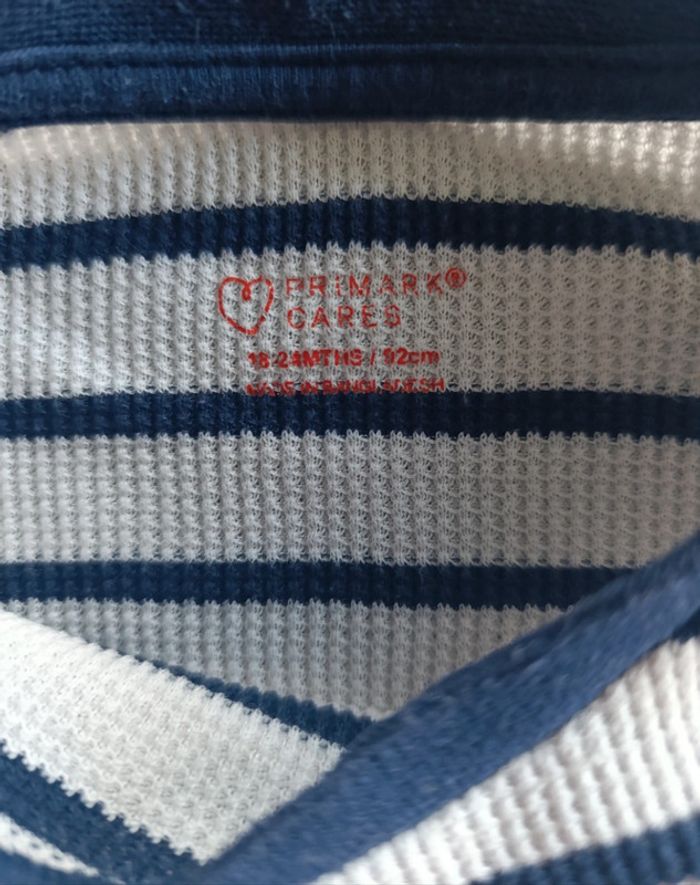 PRIMARK®
CARES
18-24MTHS / 92cm
MADE IN BANGLADESH